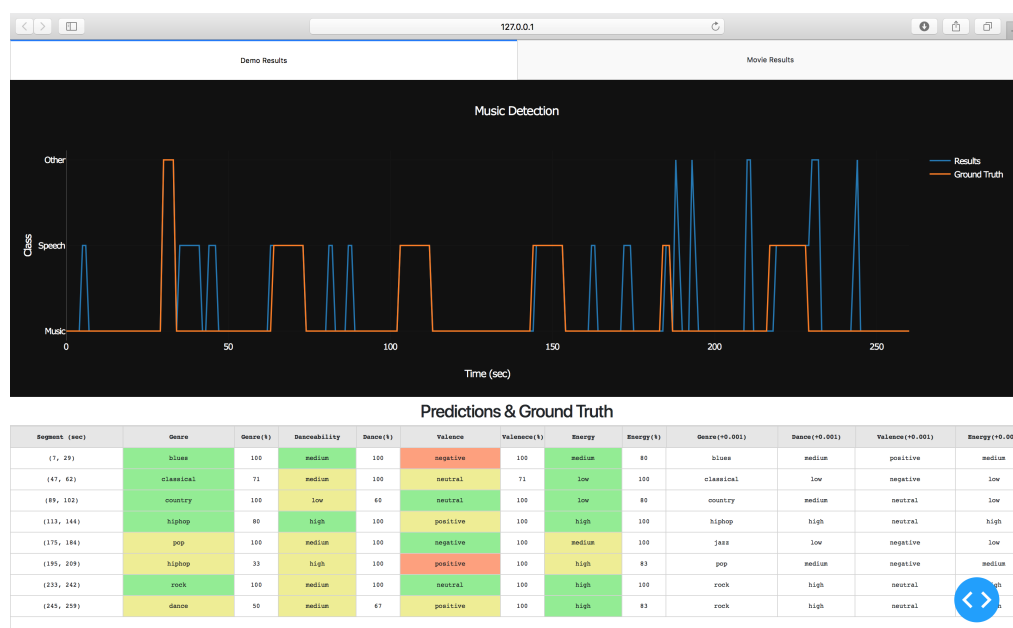 127.0.0.1
Demo Results Movie Results
Music Detection
Other
Speech
Music
Class
Results
Ground Truth
0 50 100 150 200 250
Time (sec)
Predictions & Ground Truth
Segment (sec) Genre Genre(%) Danceability Dance(%) Valence Valenece(%) Energy Energy(%) Genre(+0.001) Dance(+0.001) Valence(+0.001) Energy(+0.00
(7, 29) blues 100 medium 100 negative 100 medium 80 blues medium positive medium
(47, 62) classical 71 medium 100 neutral 71 low 100 classical low negative low
(89, 102) country 100 low 60 neutral 100 low 80 country medium neutral low
(113, 144) hiphop 80 high 100 positive 100 high 100 hiphop high neutral high
(175, 184) pop 100 medium 100 negative 100 medium 100 jazz low negative low
(195, 209) hiphop 33 high 100 positive 100 high 83 pop medium negative medium
(233, 242) rock 100 medium 100 neutral 100 high 100 rock high neutral
(245, 259) dance 50 medium 67 positive 100 high 83 rock high neutral